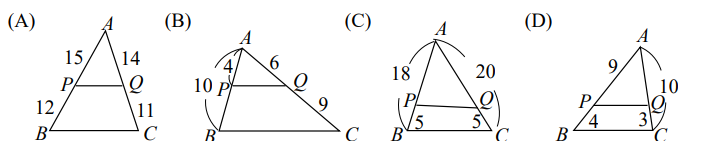 (A) (B) (C) (D)
A A A A
15 14 4 6 18 20 9 10
P Q 10 P Q P Q P Q
12 11 9 5 5 4 3
B C B C B C B C